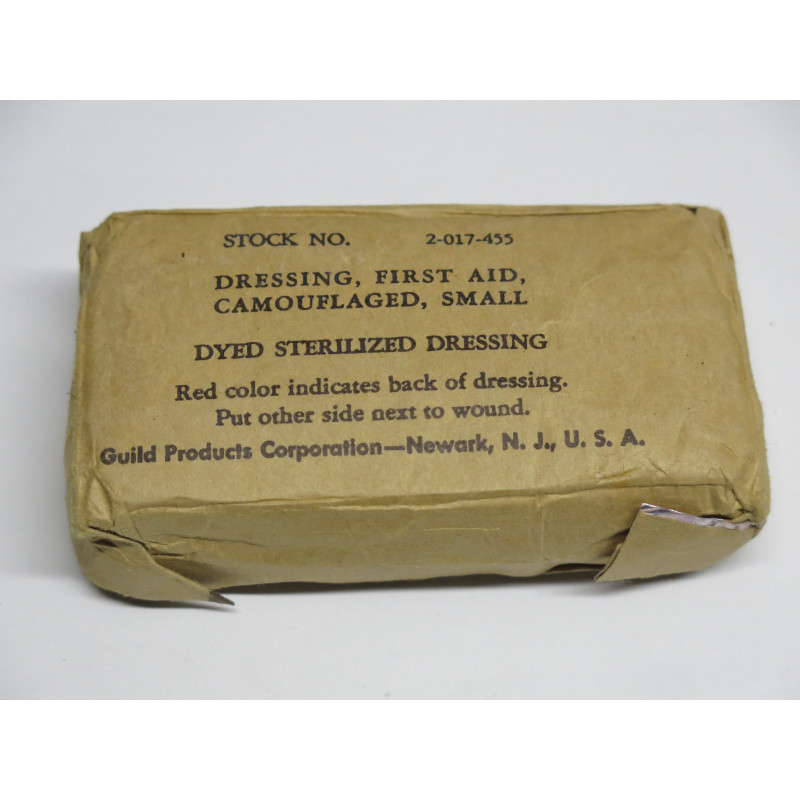 STOCK NO. 2-017-455
DRESSING, FIRST AID,
CAMOUFLAGED, SMALL
DYED STERILIZED DRESSING
Red color indicates back of dressing.
Put other side next to wound.
Guild Products Corporation—Newark, N. J., U. S. A.